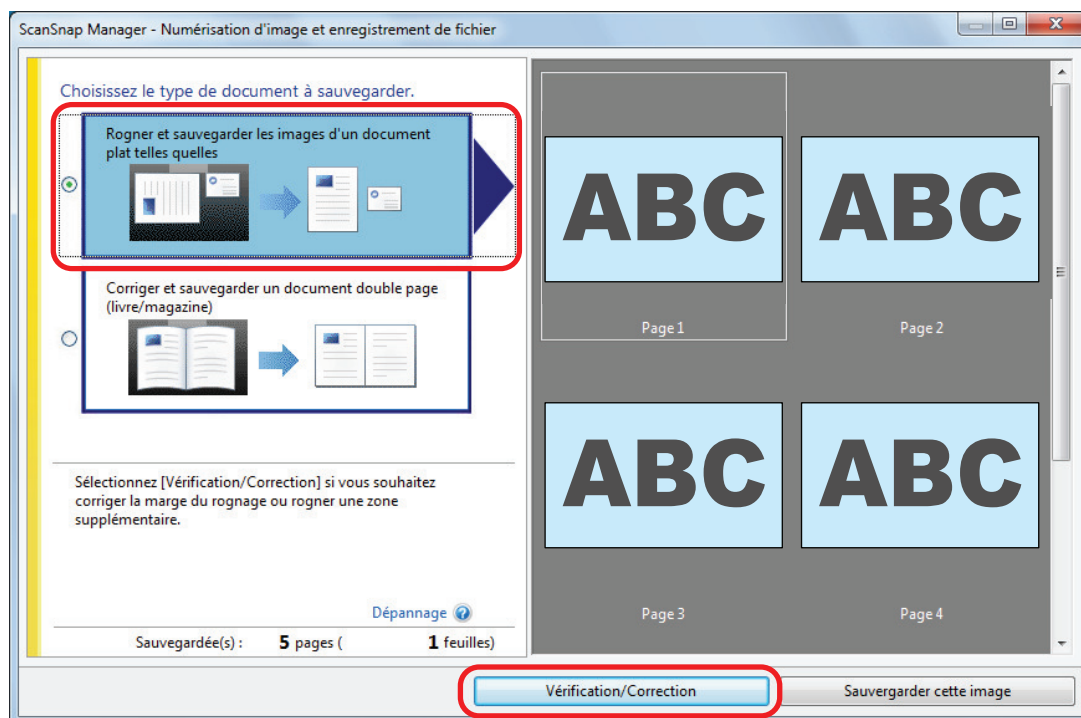 ScanSnap Manager - Numérisation d'image et enregistrement de fichier
Choisissez le type de document à sauvegarder.
Rogner et sauvegarder les images d'un document
plat telles quelles
Corriger et sauvegarder un document double page
(livre/magazine)
Sélectionnez [Vérification/Correction] si vous souhaitez
corriger la marge du rognage ou rogner une zone
supplémentaire.
Dépannage
Sauvegardée(s) : 5 pages ( 1 feuilles)
ABC
Page 1
ABC
Page 2
ABC
Page 3
ABC
Page 4
Vérification/Correction
Sauvergarder cette image